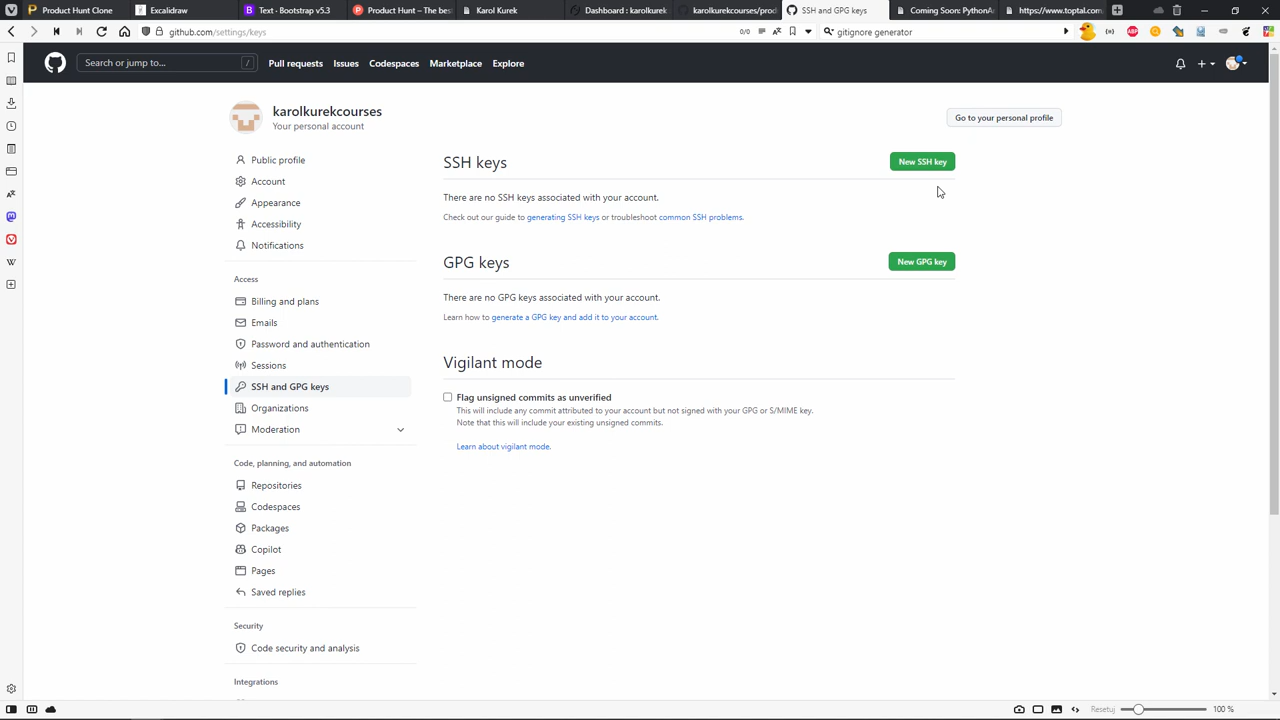 Product Hunt Clone
Excalidraw
Text · Bootstrap v5.3
Product Hunt – The bes
Karol Kurek
Dashboard : karolkurek
karolkurekcourses/prod
SSH and GPG keys
Coming Soon: PythonA
https://www.toptal.com
github.com/settings/keys
0/0
gitignore generator
Search or jump to...
/
Pull requests
Issues
Codespaces
Marketplace
Explore
karolkurekcourses
Your personal account
Go to your personal profile
Public profile
Account
Appearance
Accessibility
Notifications
Access
Billing and plans
Emails
Password and authentication
Sessions
SSH and GPG keys
Organizations
Moderation
Code, planning, and automation
Repositories
Codespaces
Packages
Copilot
Pages
Saved replies
Security
Code security and analysis
Integrations
SSH keys
New SSH key
There are no SSH keys associated with your account.
Check out our guide to generating SSH keys or troubleshoot common SSH problems.
GPG keys
New GPG key
There are no GPG keys associated with your account.
Learn how to generate a GPG key and add it to your account.
Vigilant mode
Flag unsigned commits as unverified
This will include any commit attributed to your account but not signed with your GPG or S/MIME key.
Note that this will include your existing unsigned commits.
Learn about vigilant mode.
Resetuj
100 %